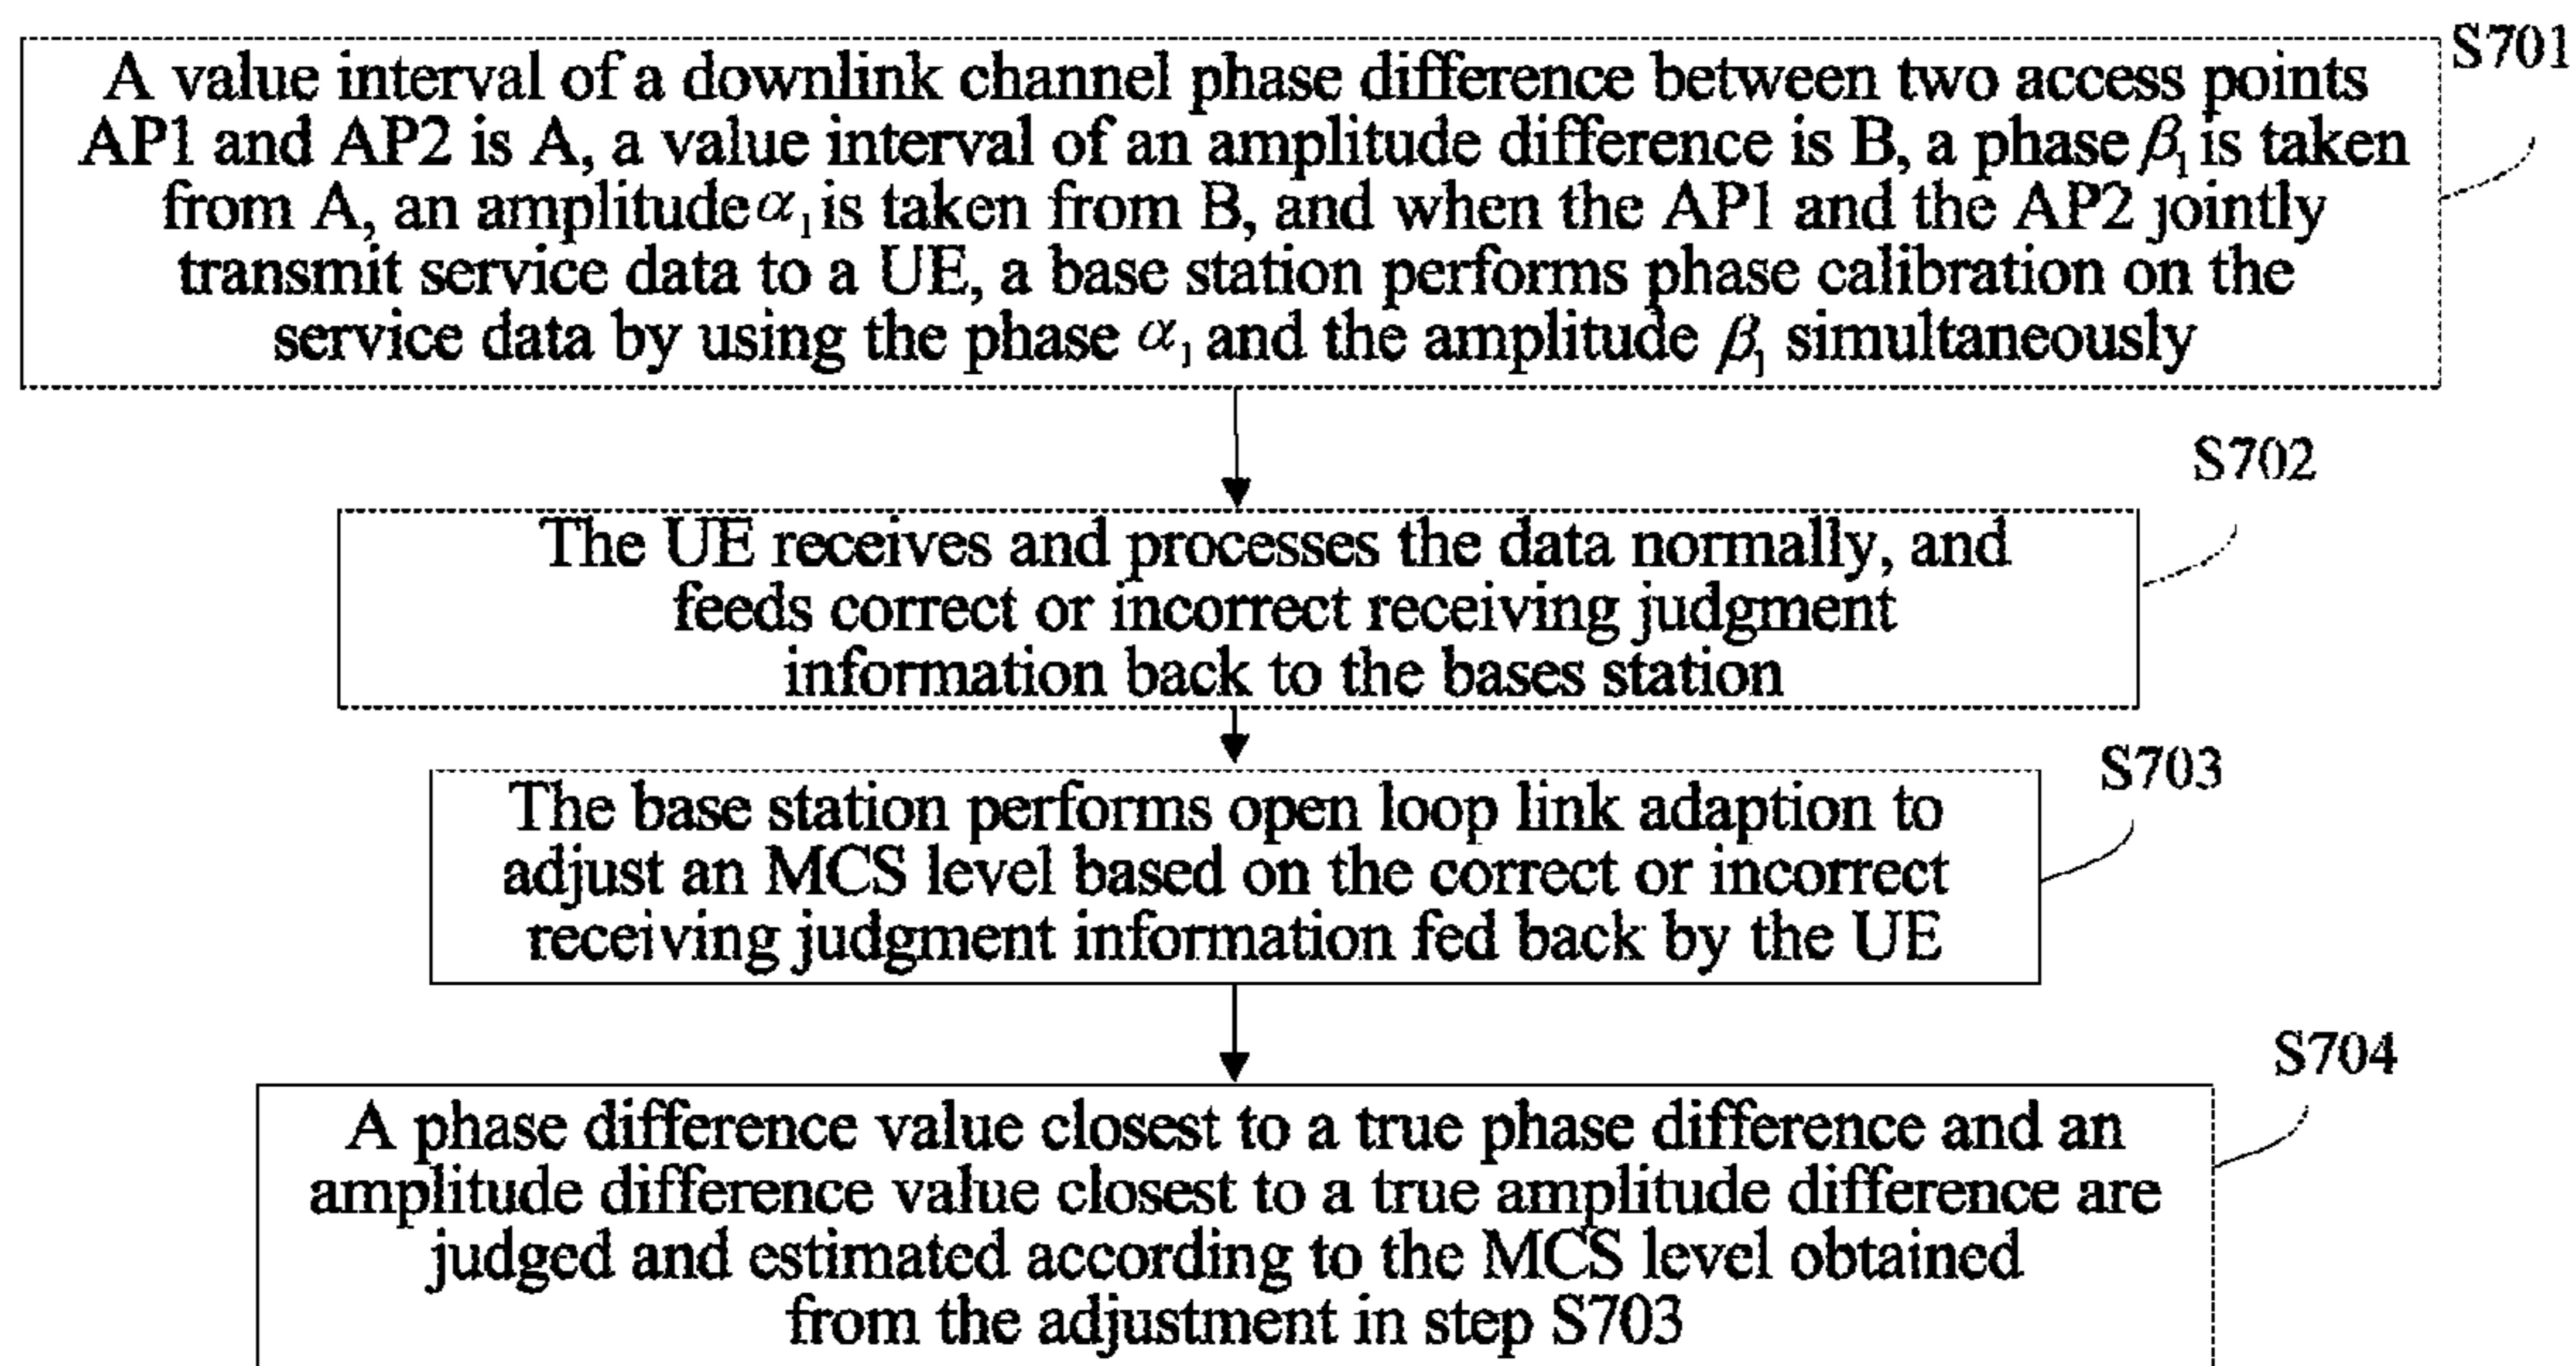 S701
A value interval of a downlink channel phase difference between two access points
AP1 and AP2 is A, a value interval of an amplitude difference is B, a phase β₁ is taken
from A, an amplitude α₁ is taken from B, and when the AP1 and the AP2 jointly
transmit service data to a UE, a base station performs phase calibration on the
service data by using the phase α₁ and the amplitude β₁ simultaneously
S702
The UE receives and processes the data normally, and
feeds correct or incorrect receiving judgment
information back to the bases station
S703
The base station performs open loop link adaption to
adjust an MCS level based on the correct or incorrect
receiving judgment information fed back by the UE
S704
A phase difference value closest to a true phase difference and an
amplitude difference value closest to a true amplitude difference are
judged and estimated according to the MCS level obtained
from the adjustment in step S703